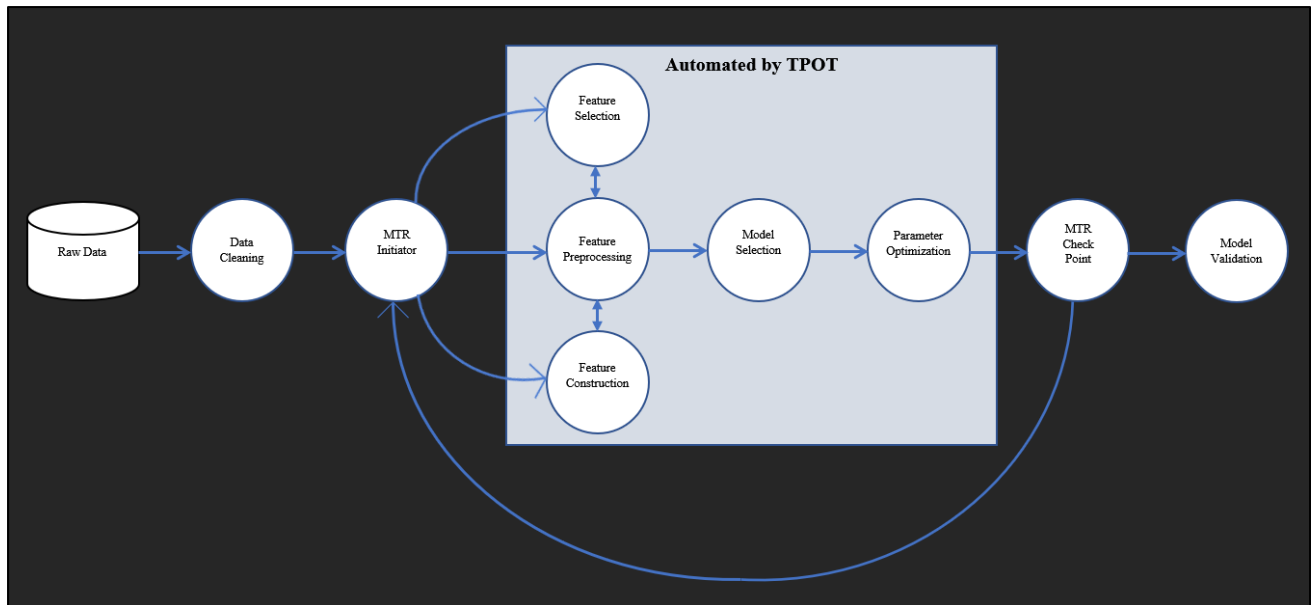 Automated by TPOT
Feature
Selection
Raw Data
Data
Cleaning
MTR
Initiator
Feature
Preprocessing
Model
Selection
Parameter
Optimization
MTR
Check
Point
Model
Validation
Feature
Construction